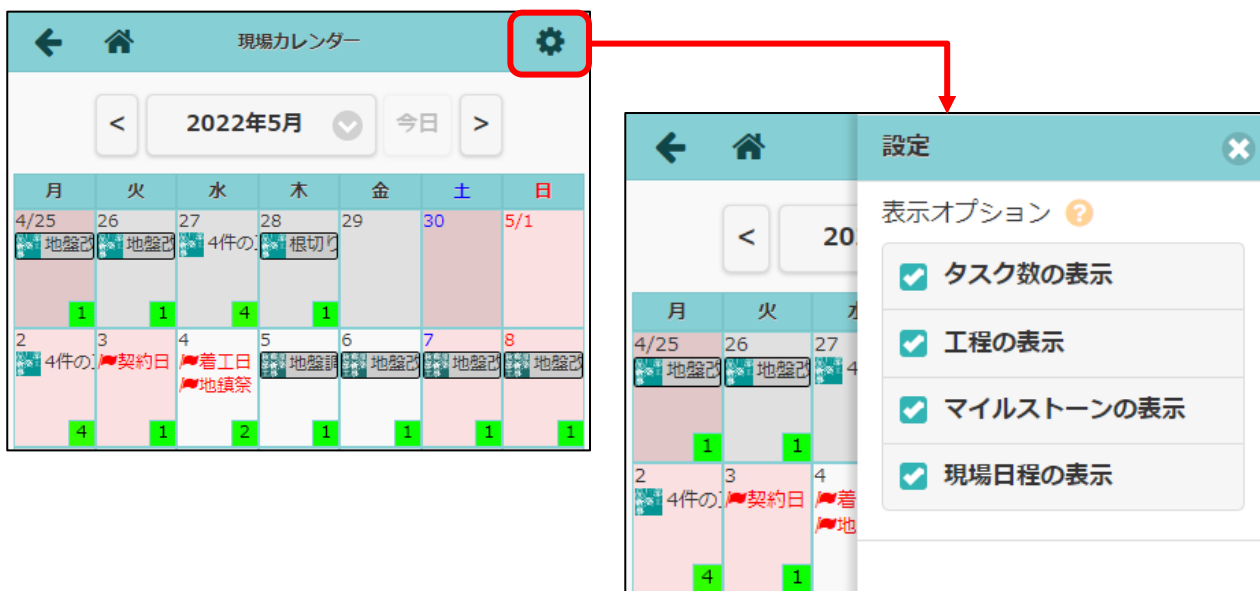 現場カレンダー
< 2022年5月 今日 >
月 火 水 木 金 土 日
4/25 26 27 28 29 30 5/1
地盤改 地盤改 4件の 根切り
1 1 4 1
2 3 4 5 6 7 8
4件の 契約日 着工日 地盤調 地盤改 地盤改 地盤改
地鎮祭
4 1 2 1 1 1 1
設定
表示オプション ?
< 20
タスク数の表示
月 火
工程の表示
4/25 26 27
地盤改 地盤改 4
マイルストーンの表示
1 1
現場日程の表示
2 3 4
4件の 契約日 着
地
4 1